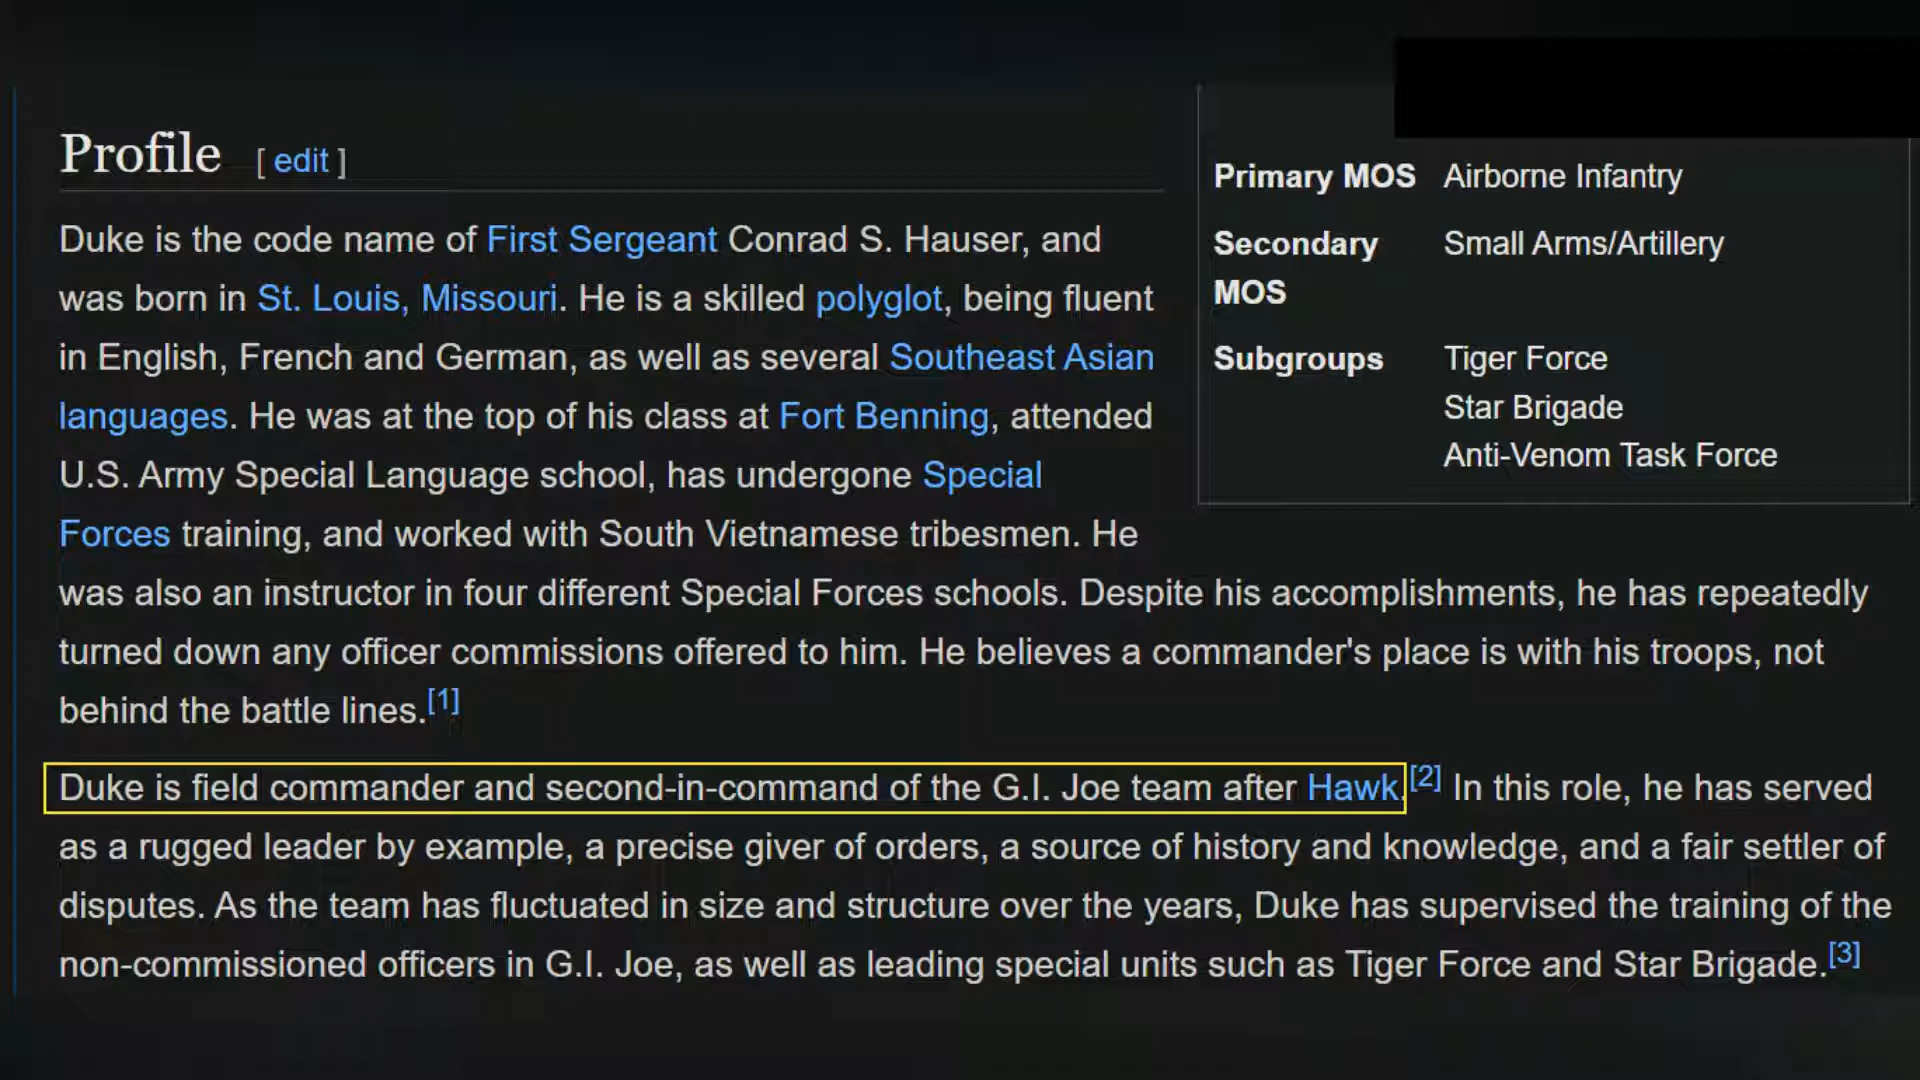 Profile [ edit ]
Duke is the code name of First Sergeant Conrad S. Hauser, and
was born in St. Louis, Missouri. He is a skilled polyglot, being fluent
in English, French and German, as well as several Southeast Asian
languages. He was at the top of his class at Fort Benning, attended
U.S. Army Special Language school, has undergone Special
Forces training, and worked with South Vietnamese tribesmen. He
was also an instructor in four different Special Forces schools. Despite his accomplishments, he has repeatedly
turned down any officer commissions offered to him. He believes a commander's place is with his troops, not
behind the battle lines.[1]
Duke is field commander and second-in-command of the G.I. Joe team after Hawk.[2] In this role, he has served
as a rugged leader by example, a precise giver of orders, a source of history and knowledge, and a fair settler of
disputes. As the team has fluctuated in size and structure over the years, Duke has supervised the training of the
non-commissioned officers in G.I. Joe, as well as leading special units such as Tiger Force and Star Brigade.[3]
Primary MOS Airborne Infantry
Secondary Small Arms/Artillery
MOS
Subgroups Tiger Force
Star Brigade
Anti-Venom Task Force